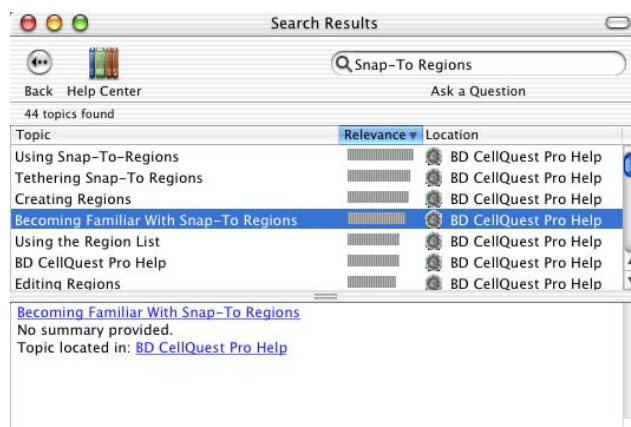 Search Results
Snap-To Regions
Back Help Center Ask a Question
44 topics found
Topic Relevance Location
Using Snap-To-Regions BD CellQuest Pro Help
Tethering Snap-To Regions BD CellQuest Pro Help
Creating Regions BD CellQuest Pro Help
Becoming Familiar With Snap-To Regions BD CellQuest Pro Help
Using the Region List BD CellQuest Pro Help
BD CellQuest Pro Help BD CellQuest Pro Help
Editing Regions BD CellQuest Pro Help
Becoming Familiar With Snap-To Regions
No summary provided.
Topic located in: BD CellQuest Pro Help